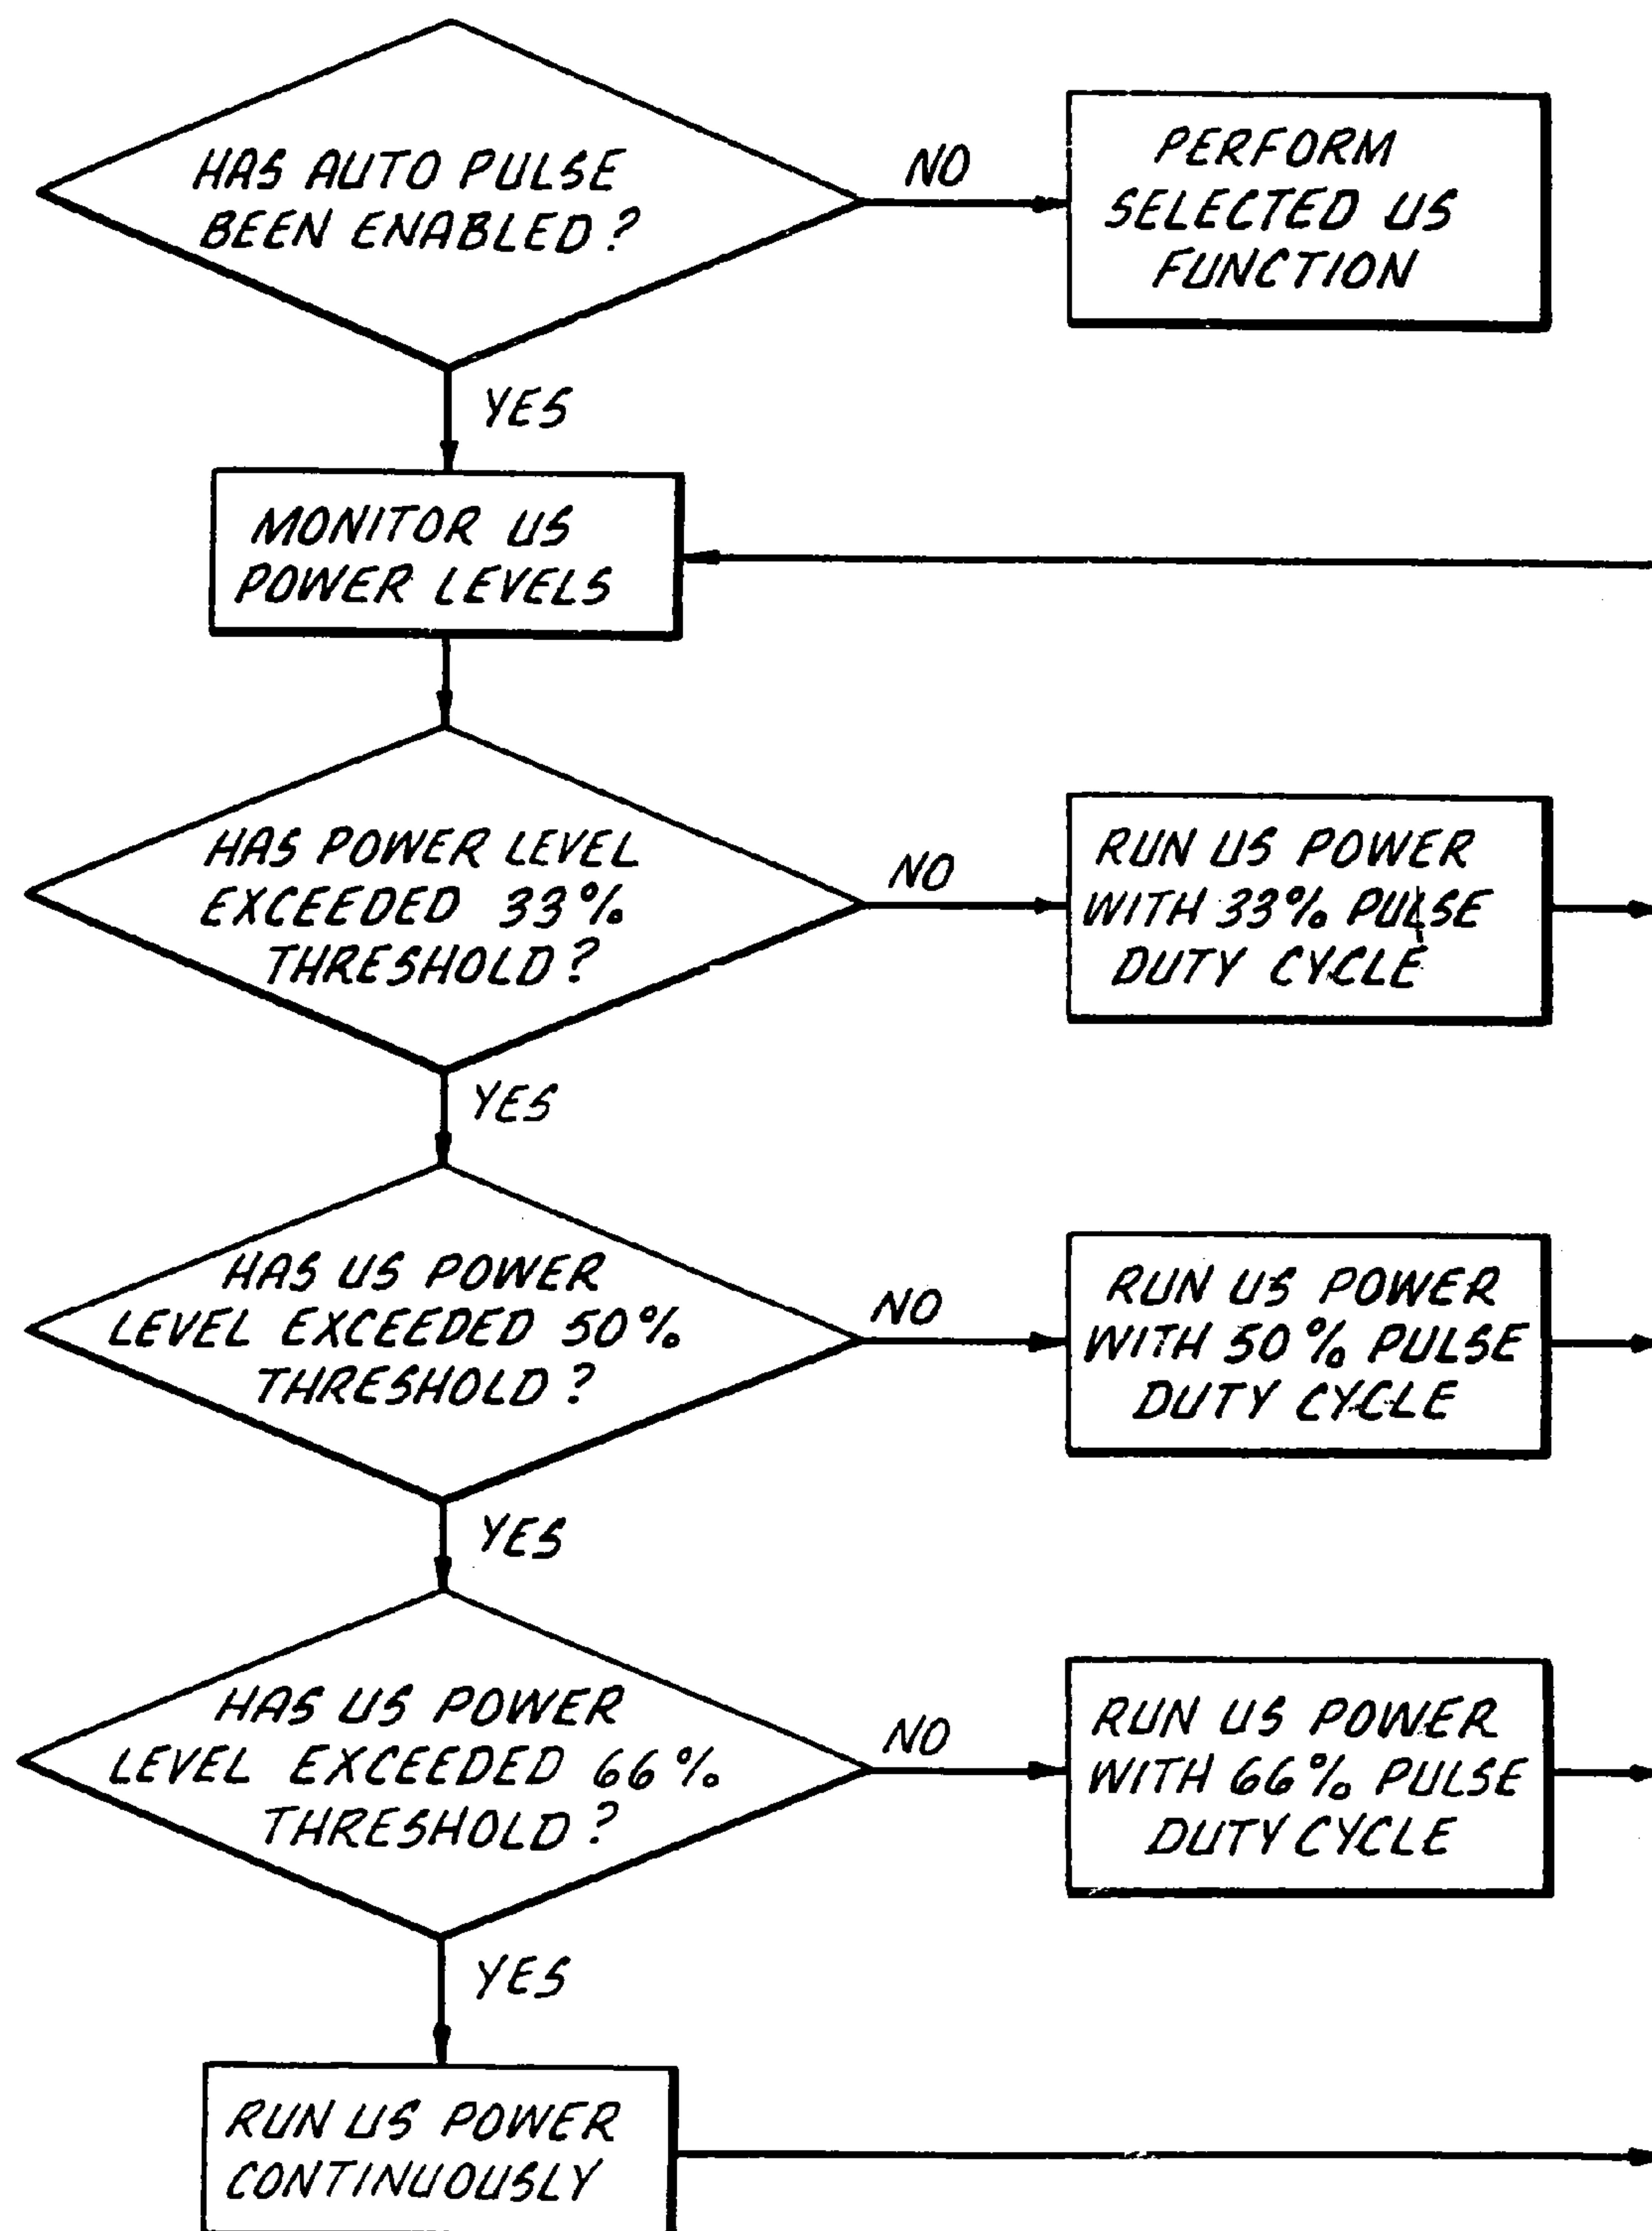 HAS AUTO PULSE
BEEN ENABLED?
NO
PERFORM
SELECTED US
FUNCTION
YES
MONITOR US
POWER LEVELS
HAS POWER LEVEL
EXCEEDED 33%
THRESHOLD?
NO
RUN US POWER
WITH 33% PULSE
DUTY CYCLE
YES
HAS US POWER
LEVEL EXCEEDED 50%
THRESHOLD?
NO
RUN US POWER
WITH 50% PULSE
DUTY CYCLE
YES
HAS US POWER
LEVEL EXCEEDED 66%
THRESHOLD?
NO
RUN US POWER
WITH 66% PULSE
DUTY CYCLE
YES
RUN US POWER
CONTINUOUSLY